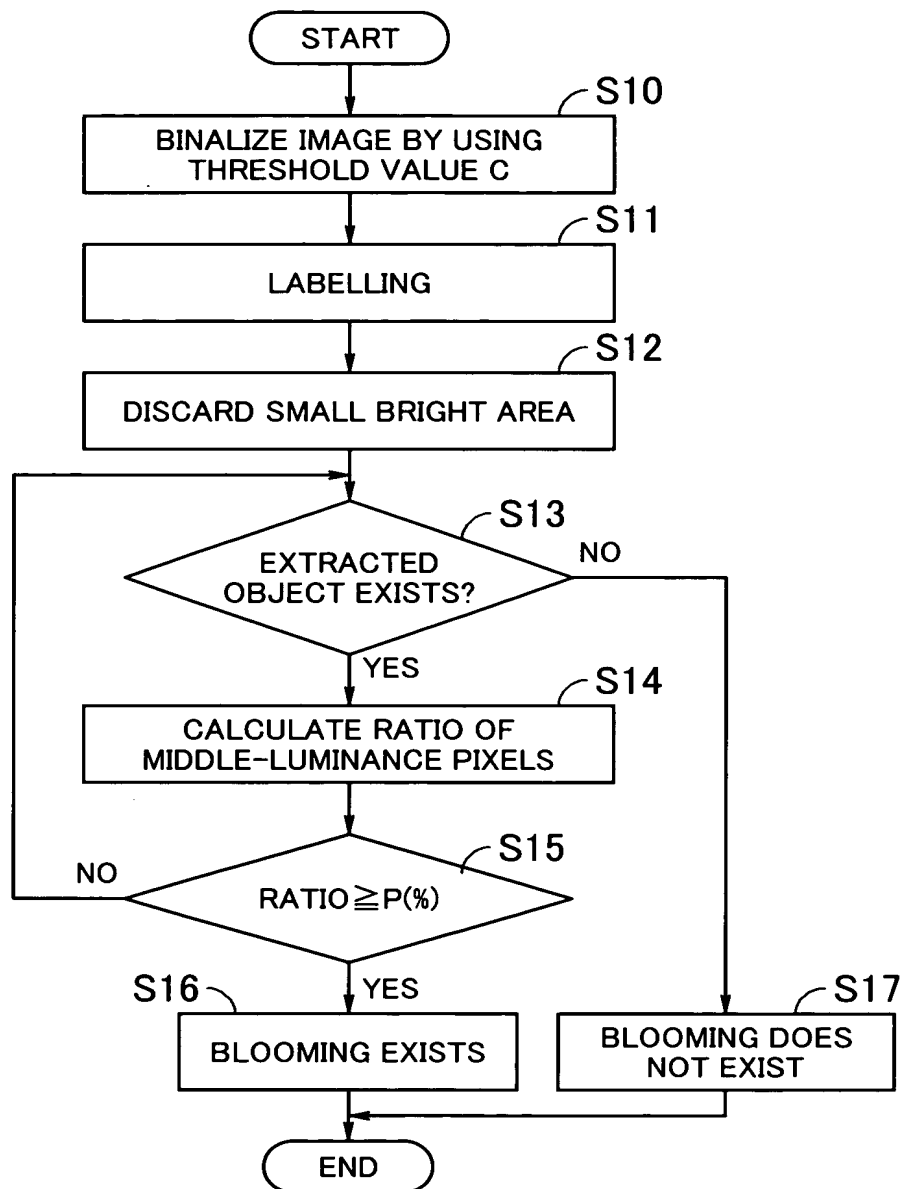 START
S10
BINALIZE IMAGE BY USING
THRESHOLD VALUE C
S11
LABELLING
S12
DISCARD SMALL BRIGHT AREA
S13
EXTRACTED
OBJECT EXISTS?
NO
YES
S14
CALCULATE RATIO OF
MIDDLE-LUMINANCE PIXELS
S15
NO
RATIO≧P(%)
YES
S16
BLOOMING EXISTS
S17
BLOOMING DOES
NOT EXIST
END